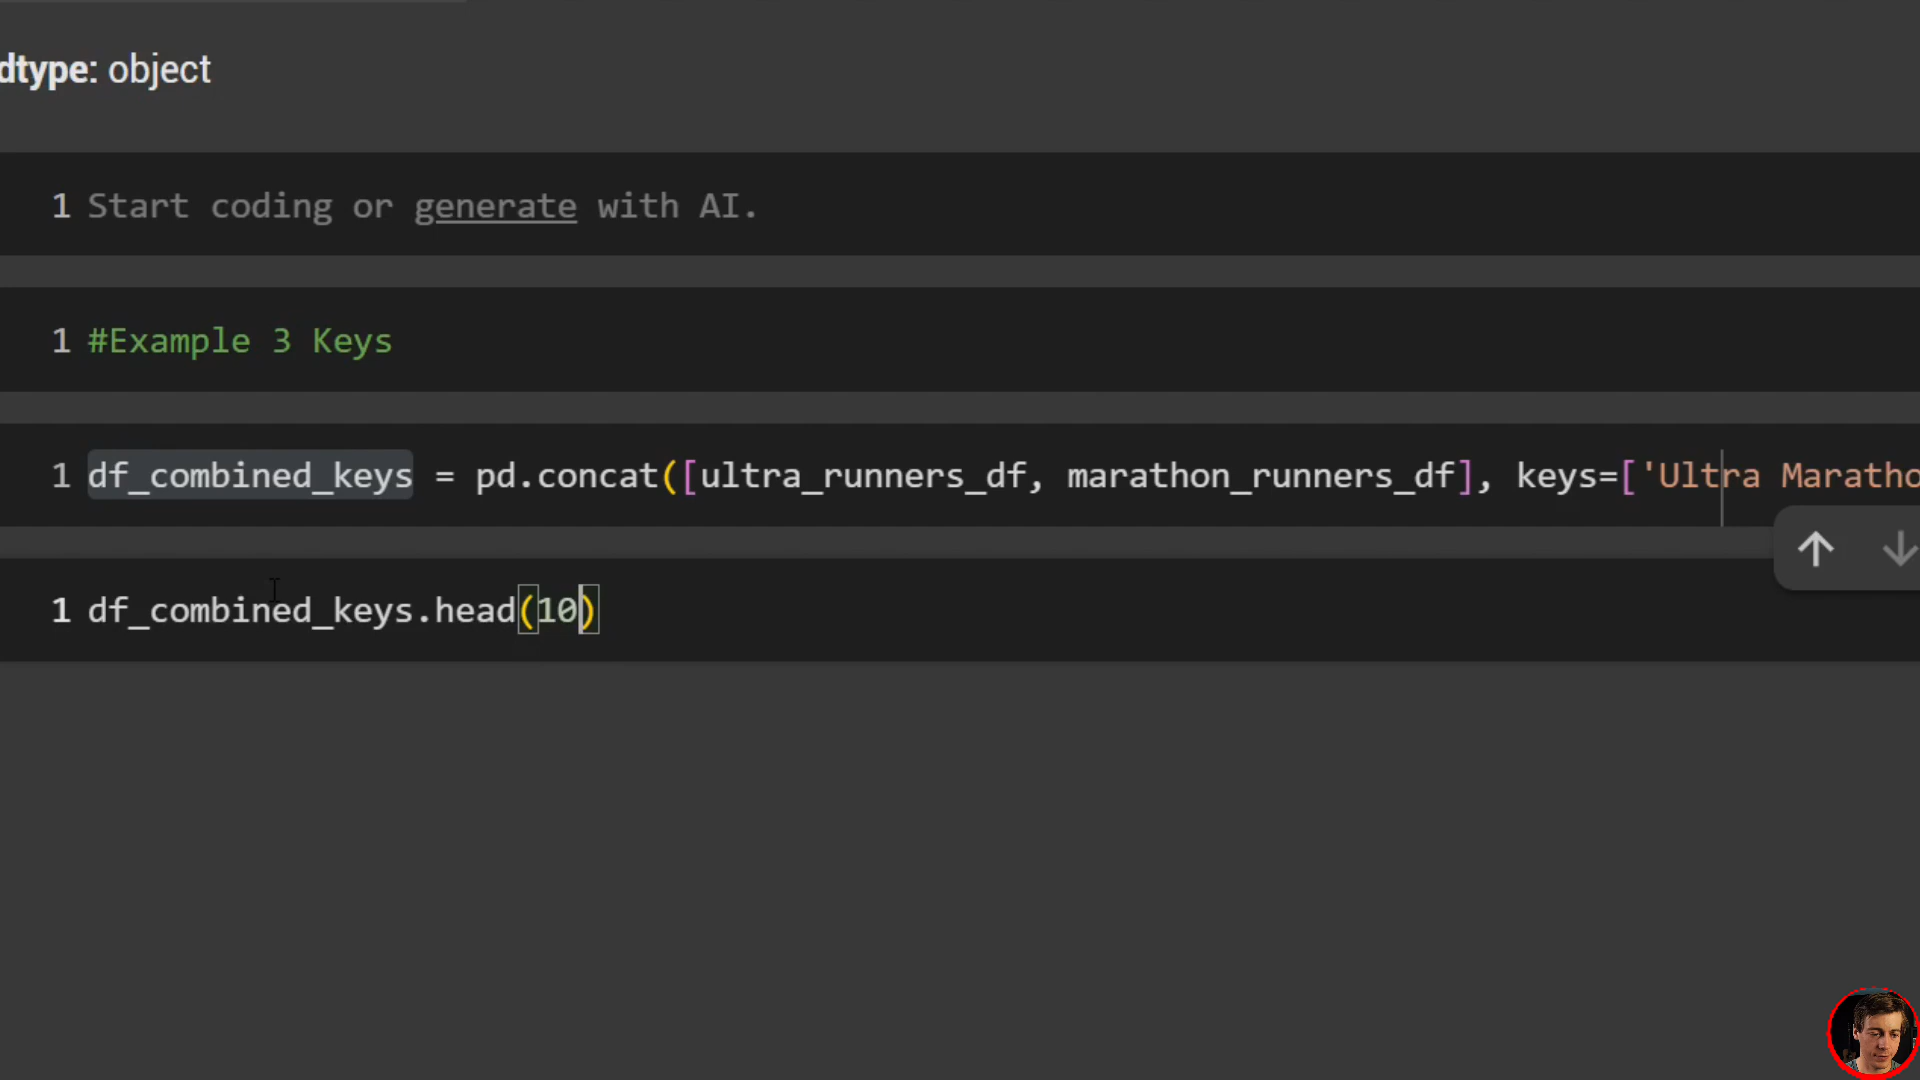 dtype: object
1 Start coding or generate with AI.
1 #Example 3 Keys
1 df_combined_keys = pd.concat([ultra_runners_df, marathon_runners_df], keys=['Ultra Maratho
1 df_combined_keys.head(10)